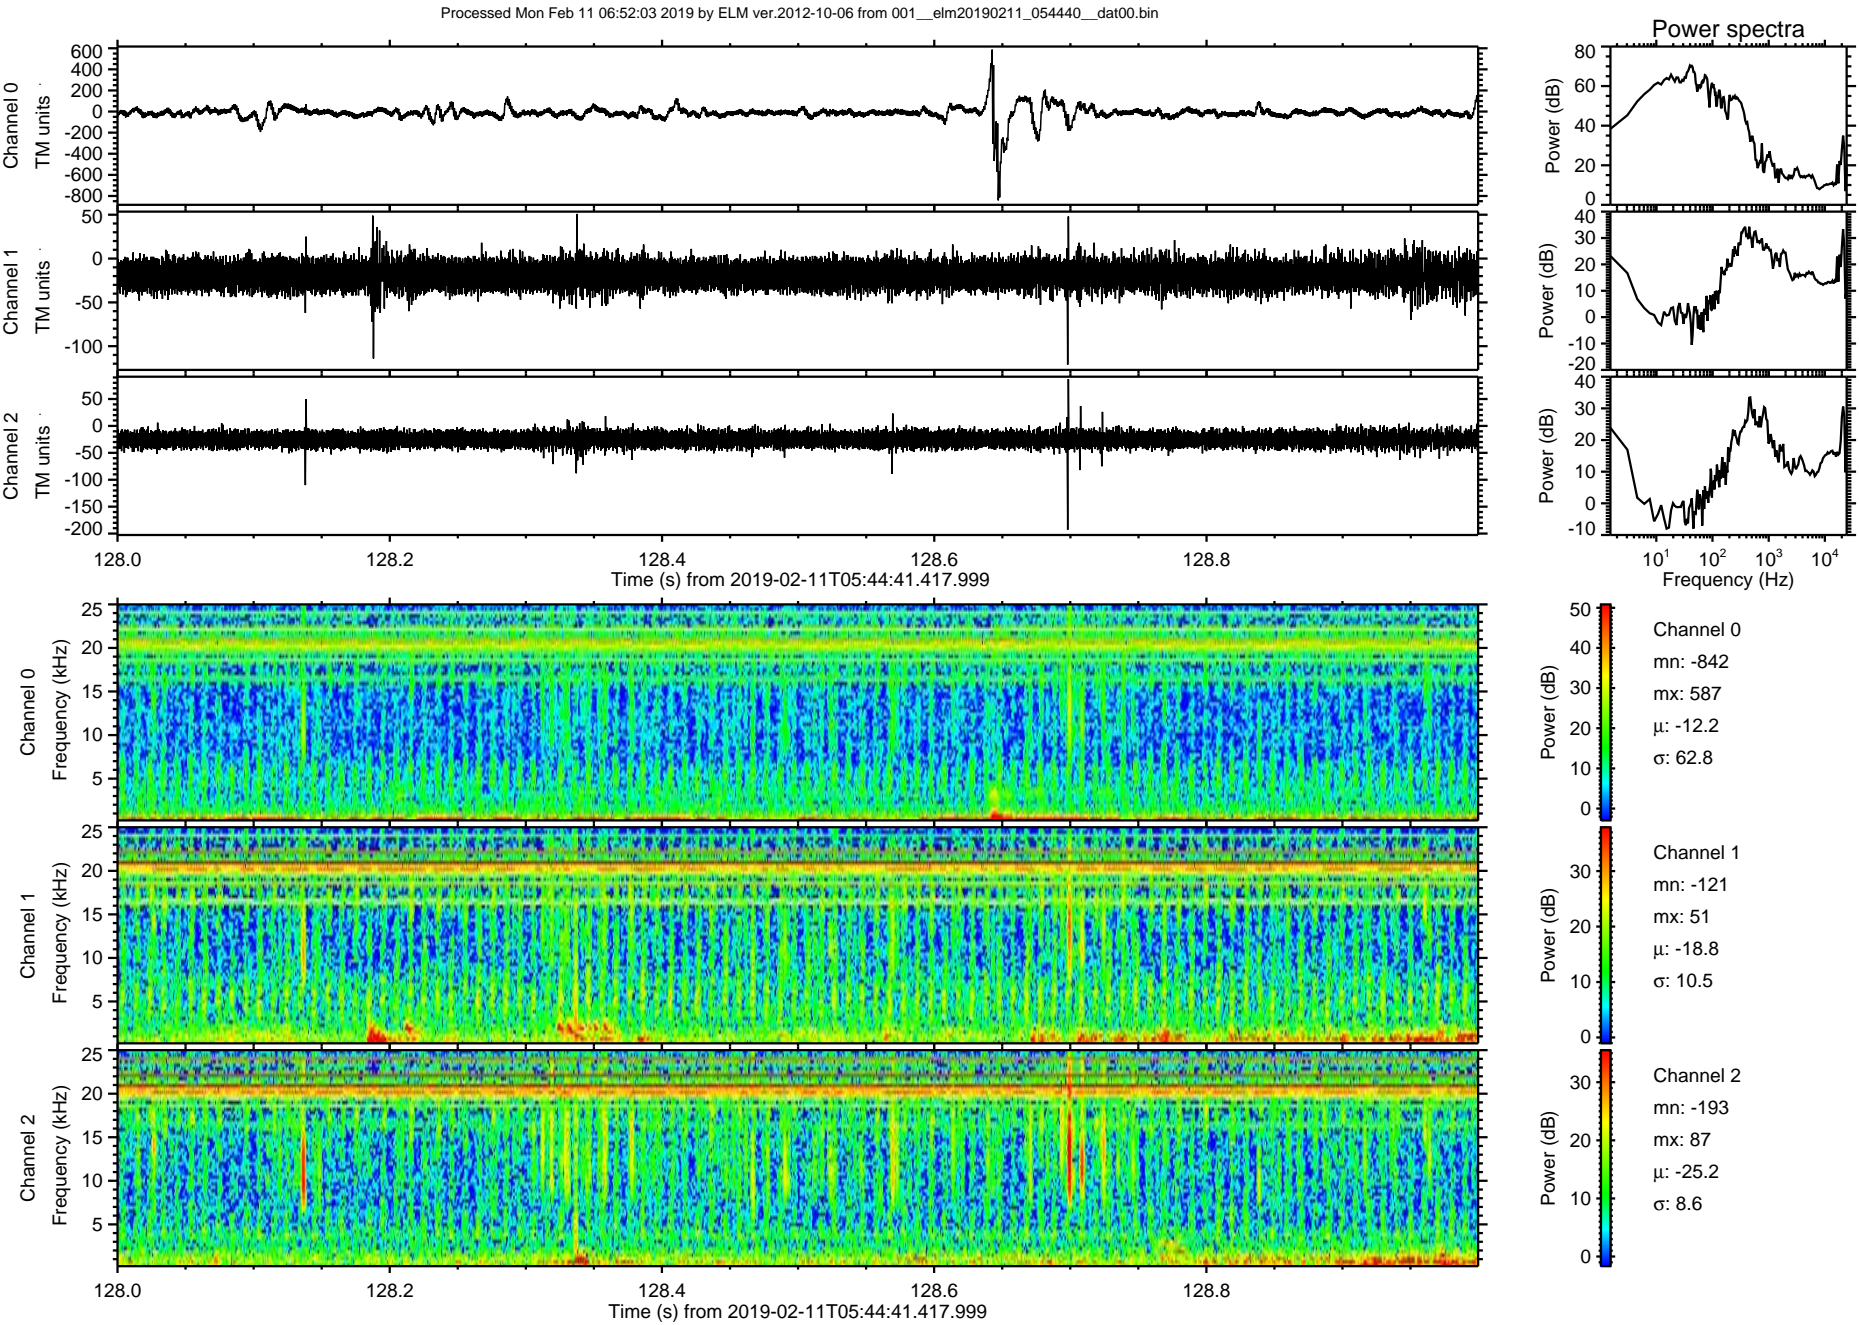 Processed Mon Feb 11 06:52:03 2019 by ELM ver.2012-10-06 from 001__elm20190211_054440__dat00.bin
Power spectra
Channel 0
TM units
600
400
200
0
-200
-400
-600
-800
Power (dB)
80
60
40
20
0
Channel 1
TM units
50
0
-50
-100
Power (dB)
40
30
20
10
0
-10
-20
Channel 2
TM units
50
0
-50
-100
-150
-200
Power (dB)
40
30
20
10
0
-10
128.0 128.2 128.4 128.6 128.8
Time (s) from 2019-02-11T05:44:41.417.999
10¹ 10² 10³ 10⁴
Frequency (Hz)
Channel 0
Frequency (kHz)
25
20
15
10
5
Power (dB)
50
40
30
20
10
0
Channel 0
mn: -842
mx: 587
μ: -12.2
σ: 62.8
Channel 1
Frequency (kHz)
25
20
15
10
5
Power (dB)
30
20
10
0
Channel 1
mn: -121
mx: 51
μ: -18.8
σ: 10.5
Channel 2
Frequency (kHz)
25
20
15
10
5
Power (dB)
30
20
10
0
Channel 2
mn: -193
mx: 87
μ: -25.2
σ: 8.6
128.0 128.2 128.4 128.6 128.8
Time (s) from 2019-02-11T05:44:41.417.999